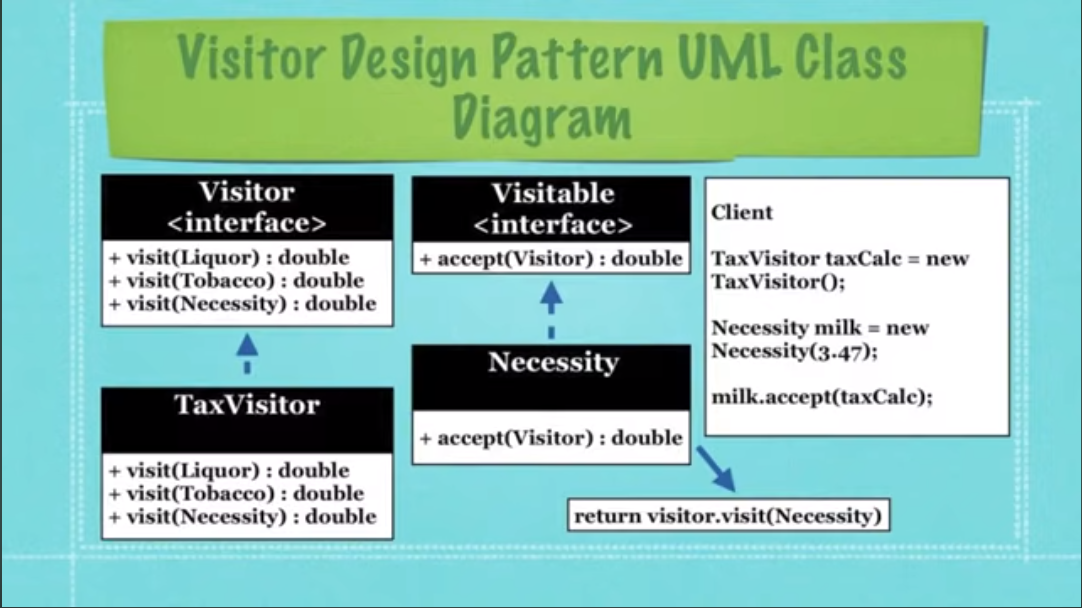 Visitor Design Pattern UML Class
Diagram
Visitor
<interface>
+ visit(Liquor) : double
+ visit(Tobacco) : double
+ visit(Necessity) : double
TaxVisitor
+ visit(Liquor) : double
+ visit(Tobacco) : double
+ visit(Necessity) : double
Visitable
<interface>
+ accept(Visitor) : double
Necessity
+ accept(Visitor) : double
return visitor.visit(Necessity)
Client
TaxVisitor taxCalc = new
TaxVisitor();
Necessity milk = new
Necessity(3.47);
milk.accept(taxCalc);